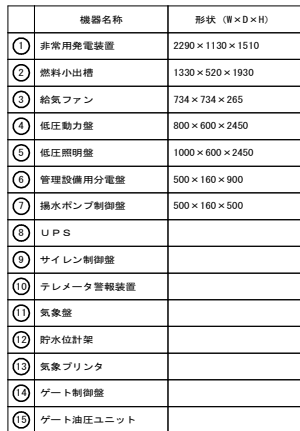 機器名称 形状 (W×D×H)
① 非常用発電装置 2290×1130×1510
② 燃料小出槽 1330×520×1930
③ 給気ファン 734×734×265
④ 低圧動力盤 800×600×2450
⑤ 低圧照明盤 1000×600×2450
⑥ 管理設備用分電盤 500×160×900
⑦ 揚水ポンプ制御盤 500×160×500
⑧ UPS
⑨ サイレン制御盤
⑩ テレメータ警報装置
⑪ 気象盤
⑫ 貯水位計架
⑬ 気象プリンタ
⑭ ゲート制御盤
⑮ ゲート油圧ユニット